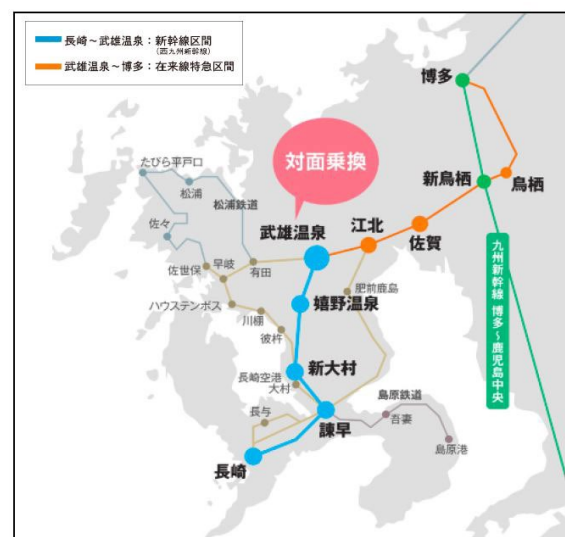 長崎～武雄温泉：新幹線区間
(西九州新幹線)
武雄温泉～博多：在来線特急区間
博多
対面乗換
たびら平戸口
松浦
松浦鉄道
新鳥栖
鳥栖
武雄温泉
江北
佐賀
佐々
佐世保
早岐
有田
肥前鹿島
九州新幹線 博多～鹿児島中央
ハウステンボス
川棚
彼杵
嬉野温泉
新大村
長崎空港
大村
長与
諫早
島原鉄道
吾妻
島原港
長崎